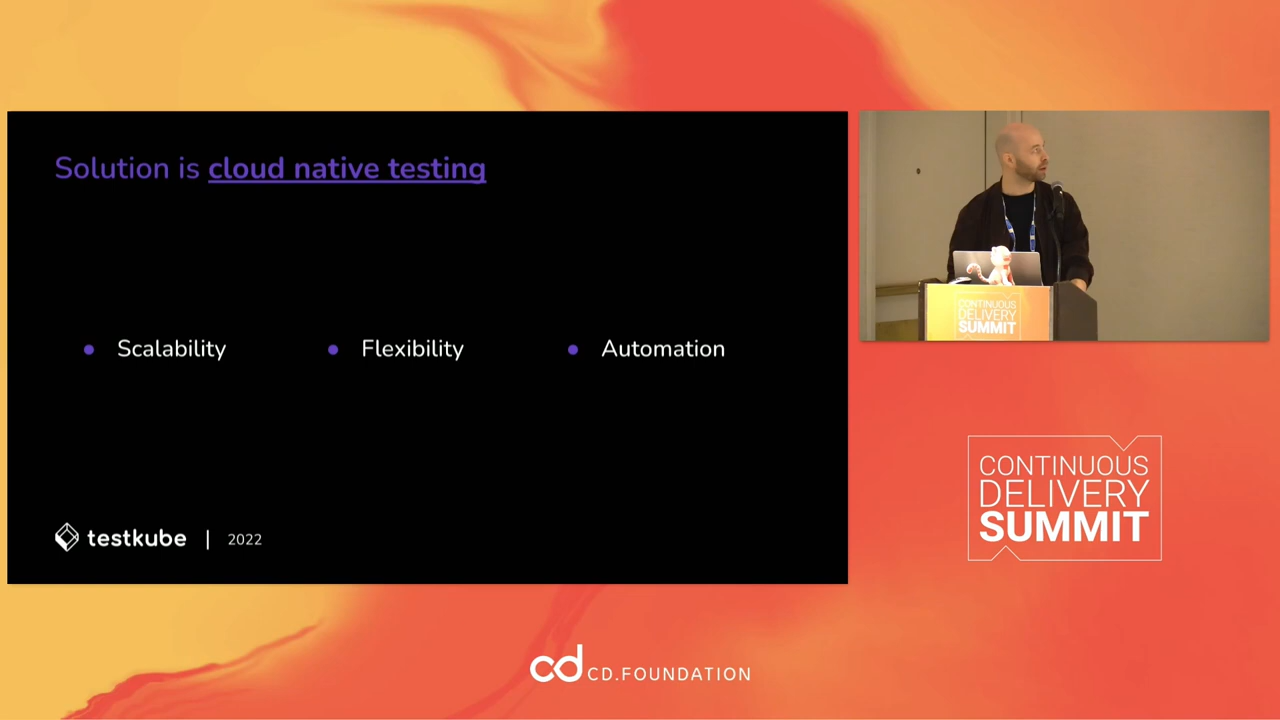 Solution is cloud native testing
Scalability
Flexibility
Automation
testkube | 2022
CONTINUOUS
DELIVERY
SUMMIT
CONTINUOUS
DELIVERY
SUMMIT
cd CD.FOUNDATION